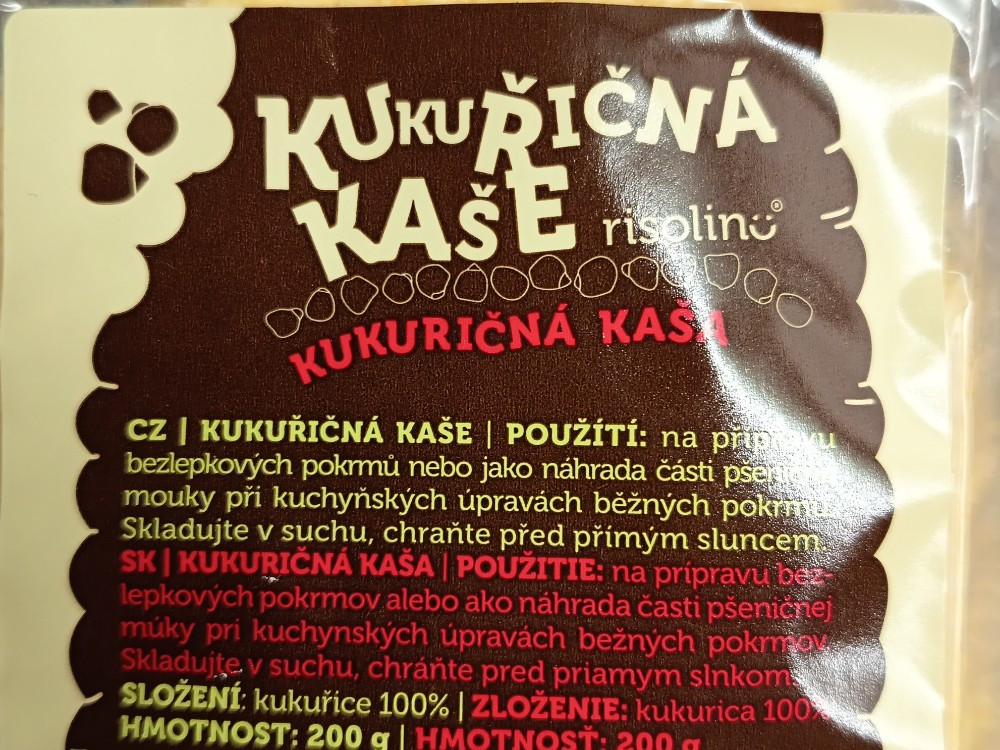 KUKUŘIČNÁ
KAŠE risolinu®
KUKURIČNÁ KAŠA
CZ | KUKUŘIČNÁ KAŠE | POUŽÍTÍ: na přípravu
bezlepkových pokrmů nebo jako náhrada části pšeničné
mouky při kuchyňských úpravách běžných pokrmů.
Skladujte v suchu, chraňte před přímým sluncem.
SK | KUKURIČNÁ KAŠA | POUŽITIE: na prípravu bez-
lepkových pokrmov alebo ako náhrada časti pšeničnej
múky pri kuchynských úpravách bežných pokrmov.
Skladujte v suchu, chráňte pred priamym slnkom.
SLOŽENÍ: kukuřice 100% | ZLOŽENIE: kukurica 100%
HMOTNOST: 200 g | HMOTNOSŤ: 200 g